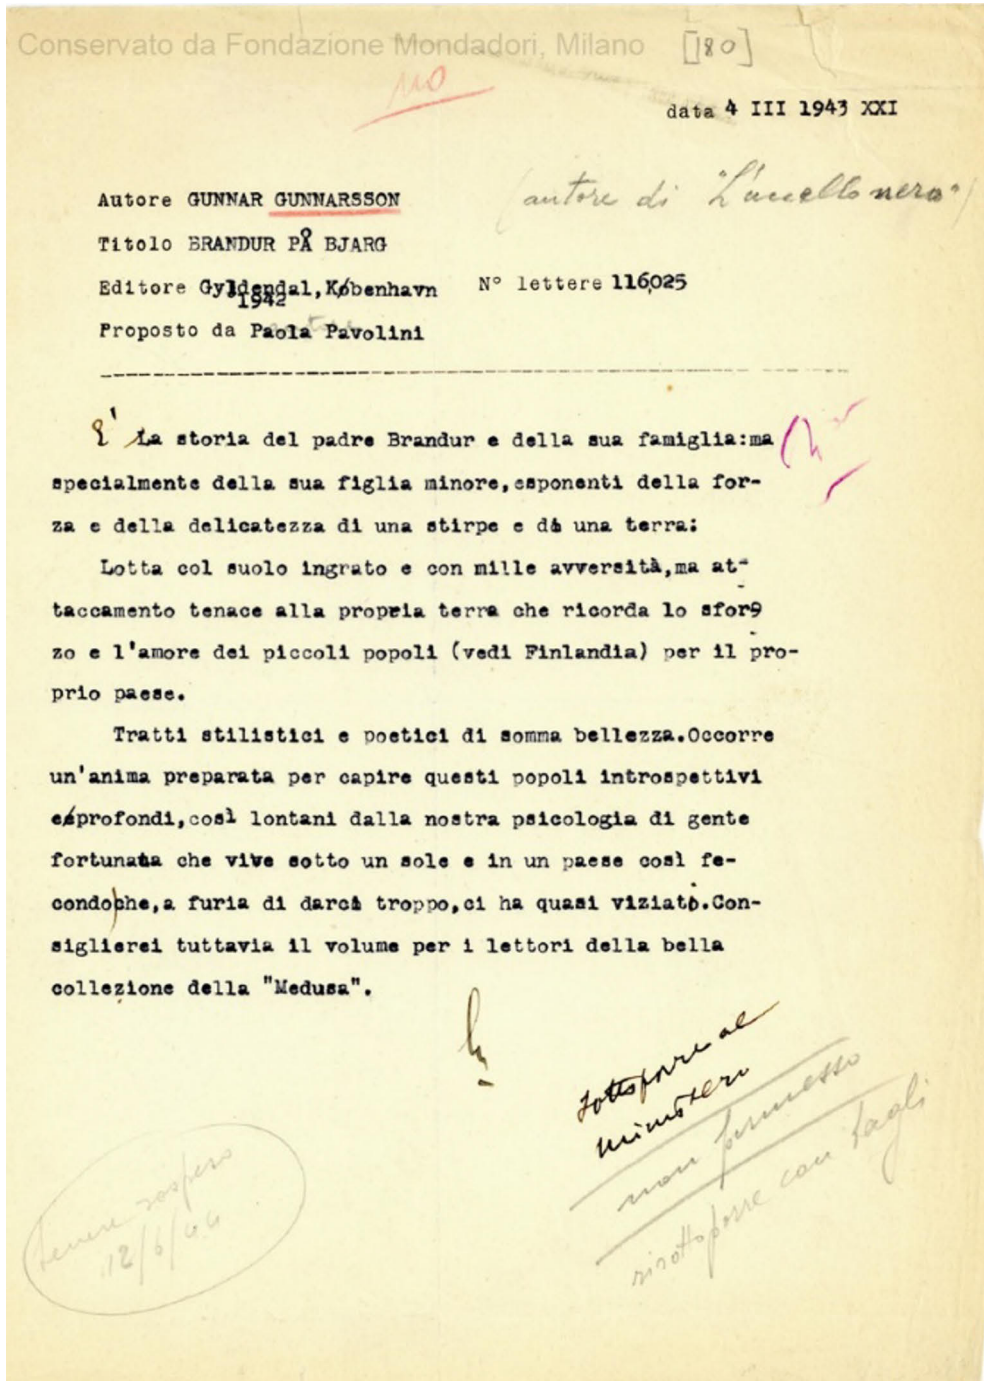 Conservato da Fondazione Mondadori, Milano [180]
no
data 4 III 1943 XXI
Autore GUNNAR GUNNARSSON (autore di "L'uccello nero")
Titolo BRANDUR PÅ BJARG
Editore Gyldendal, København N° lettere 116025
1942
Proposto da Paola Pavolini
E' La storia del padre Brandur e della sua famiglia:ma
specialmente della sua figlia minore,esponenti della for-
za e della delicatezza di una stirpe e di una terra:
Lotta col suolo ingrato e con mille avversità,ma at-
taccamento tenace alla propria terra che ricorda lo sfor-
zo e l'amore dei piccoli popoli (vedi Finlandia) per il pro-
prio paese.
Tratti stilistici e poetici di somma bellezza.Occorre
un'anima preparata per capire questi popoli introspettivi
e profondi,così lontani dalla nostra psicologia di gente
fortunata che vive sotto un sole e in un paese così fe-
condo che,a furia di darci troppo,ci ha quasi viziato.Con-
siglierei tuttavia il volume per i lettori della bella
collezione della "Medusa".
sottoporre al
ministero
non permesso
risottoporre con tagli
tenere sospeso
12/6/44